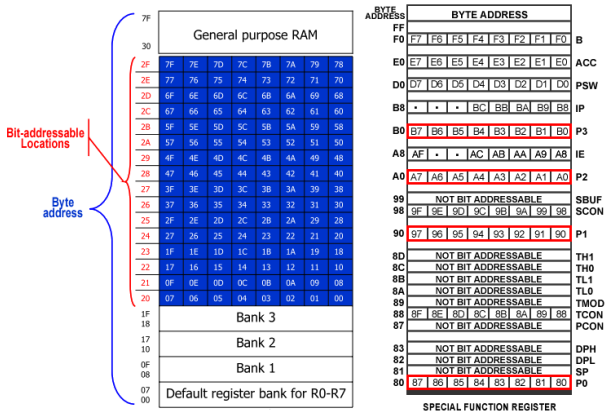 7F
General purpose RAM
30
2F 7F 7E 7D 7C 7B 7A 79 78
2E 77 76 75 74 73 72 71 70
2D 6F 6E 6D 6C 6B 6A 69 68
2C 67 66 65 64 63 62 61 60
2B 5F 5E 5D 5C 5B 5A 59 58
2A 57 56 55 54 53 52 51 50
29 4F 4E 4D 4C 4B 4A 49 48
28 47 46 45 44 43 42 41 40
27 3F 3E 3D 3C 3B 3A 39 38
26 37 36 35 34 33 32 31 30
25 2F 2E 2D 2C 2B 2A 29 28
24 27 26 25 24 23 22 21 20
23 1F 1E 1D 1C 1B 1A 19 18
22 17 16 15 14 13 12 11 10
21 0F 0E 0D 0C 0B 0A 09 08
20 07 06 05 04 03 02 01 00
1F
18
Bank 3
17
10
Bank 2
0F
08
Bank 1
07
00
Default register bank for R0-R7
Bit-addressable
Locations
Byte
address
BYTE
ADDRESS
BYTE ADDRESS
FF
F0 F7 F6 F5 F4 F3 F2 F1 F0 B
E0 E7 E6 E5 E4 E3 E2 E1 E0 ACC
D0 D7 D6 D5 D4 D3 D2 D1 D0 PSW
B8 - - - BC BB BA B9 B8 IP
B0 B7 B6 B5 B4 B3 B2 B1 B0 P3
A8 AF - - AC AB AA A9 A8 IE
A0 A7 A6 A5 A4 A3 A2 A1 A0 P2
99 NOT BIT ADDRESSABLE SBUF
98 9F 9E 9D 9C 9B 9A 99 98 SCON
90 97 96 95 94 93 92 91 90 P1
8D NOT BIT ADDRESSABLE TH1
8C NOT BIT ADDRESSABLE TH0
8B NOT BIT ADDRESSABLE TL1
8A NOT BIT ADDRESSABLE TL0
89 NOT BIT ADDRESSABLE TMOD
88 8F 8E 8D 8C 8B 8A 89 88 TCON
87 NOT BIT ADDRESSABLE PCON
83 NOT BIT ADDRESSABLE DPH
82 NOT BIT ADDRESSABLE DPL
81 NOT BIT ADDRESSABLE SP
80 87 86 85 84 83 82 81 80 P0
SPECIAL FUNCTION REGISTER